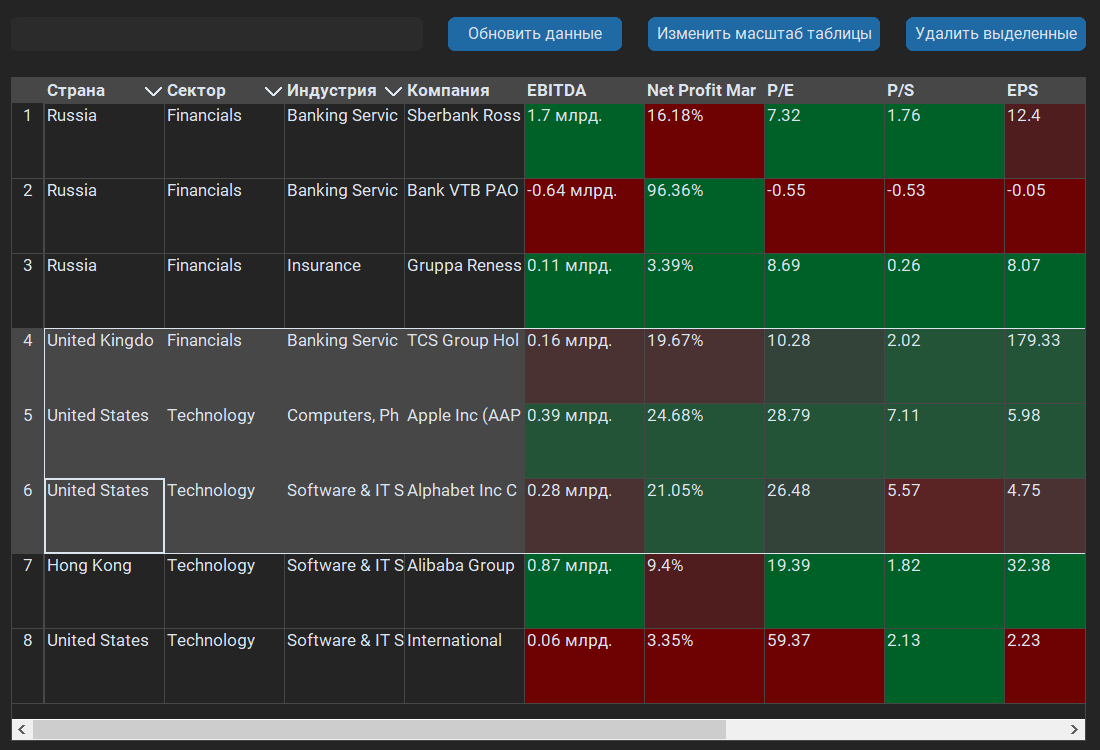 Обновить данные Изменить масштаб таблицы Удалить выделенные
Страна Сектор Индустрия Компания EBITDA Net Profit Mar P/E P/S EPS
1 Russia Financials Banking Servic Sberbank Ross 1.7 млрд. 16.18% 7.32 1.76 12.4
2 Russia Financials Banking Servic Bank VTB PAO -0.64 млрд. 96.36% -0.55 -0.53 -0.05
3 Russia Financials Insurance Gruppa Reness 0.11 млрд. 3.39% 8.69 0.26 8.07
4 United Kingdo Financials Banking Servic TCS Group Hol 0.16 млрд. 19.67% 10.28 2.02 179.33
5 United States Technology Computers, Ph Apple Inc (AAP 0.39 млрд. 24.68% 28.79 7.11 5.98
6 United States Technology Software & IT S Alphabet Inc C 0.28 млрд. 21.05% 26.48 5.57 4.75
7 Hong Kong Technology Software & IT S Alibaba Group 0.87 млрд. 9.4% 19.39 1.82 32.38
8 United States Technology Software & IT S International 0.06 млрд. 3.35% 59.37 2.13 2.23